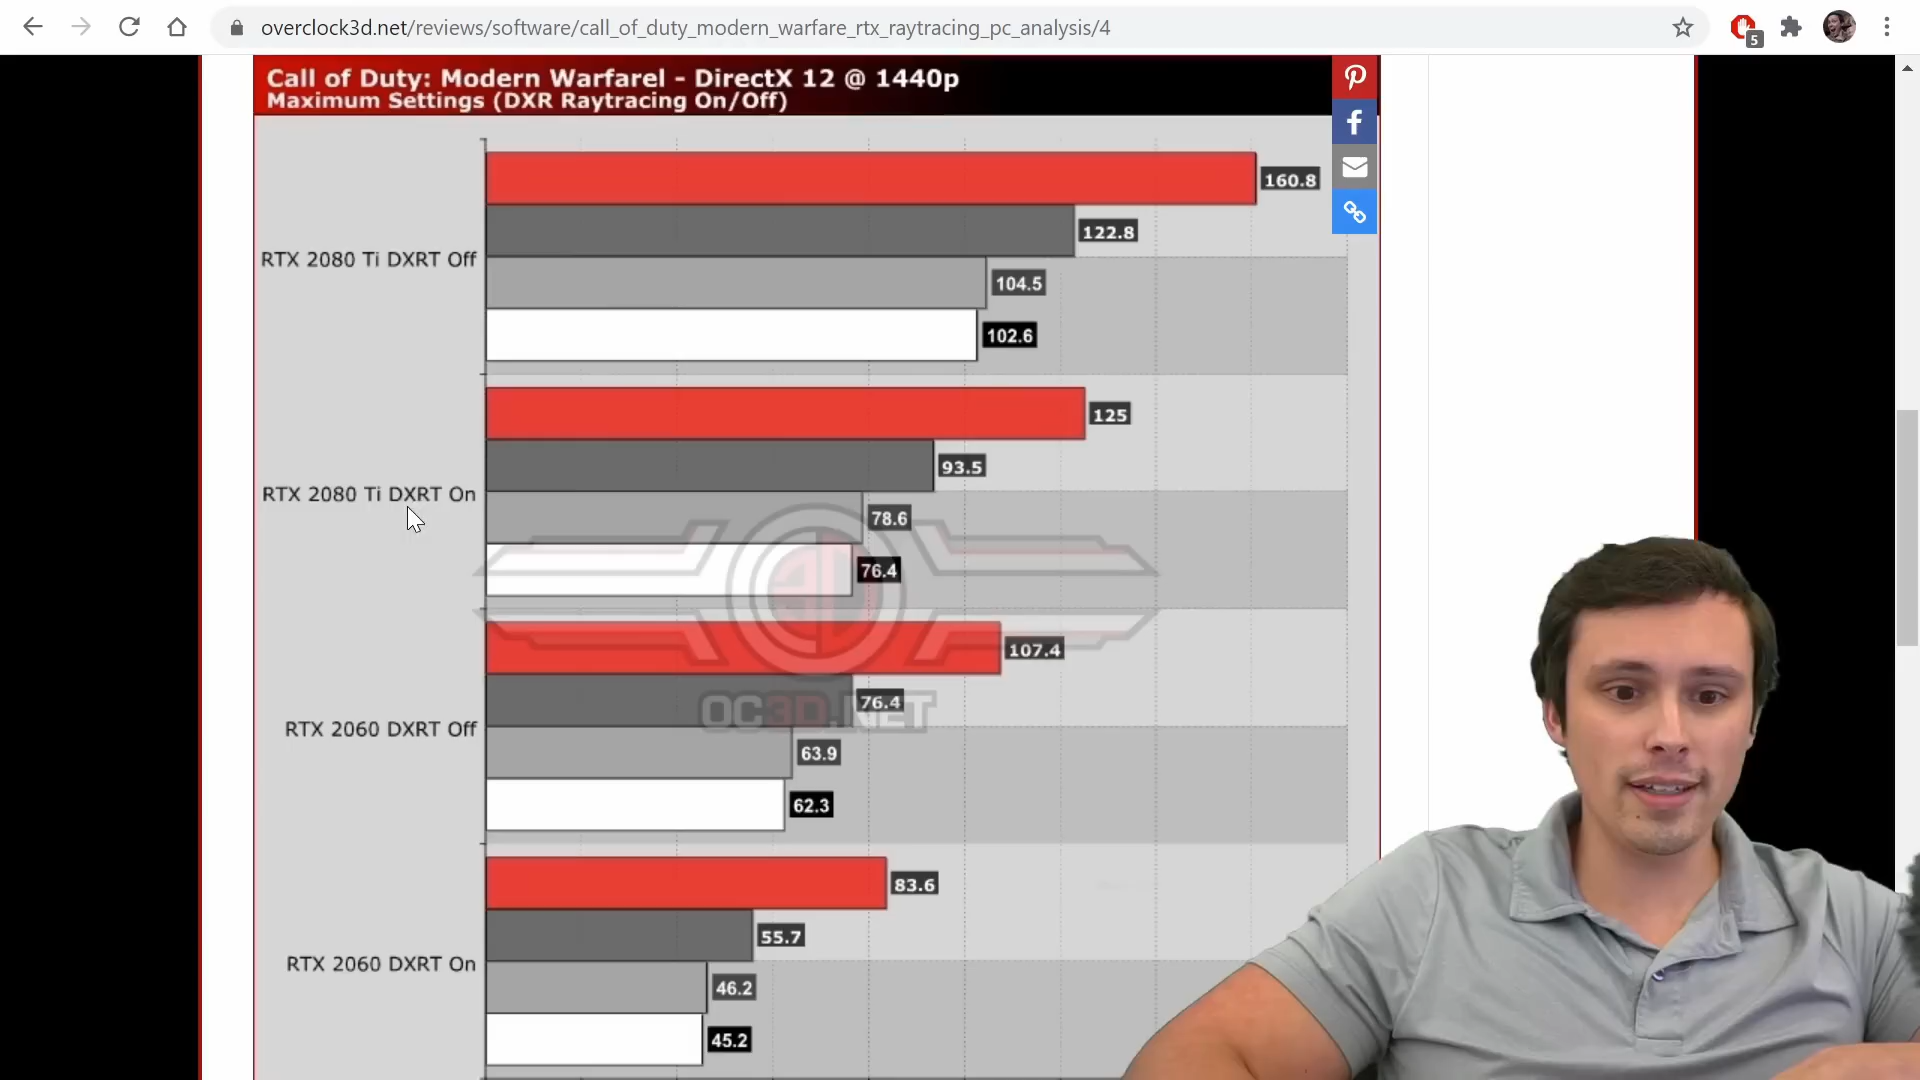 overclock3d.net/reviews/software/call_of_duty_modern_warfare_rtx_raytracing_pc_analysis/4
5
Call of Duty: Modern Warfarel - DirectX 12 @ 1440p
Maximum Settings (DXR Raytracing On/Off)
160.8
122.8
RTX 2080 Ti DXRT Off
104.5
102.6
125
93.5
RTX 2080 Ti DXRT On
78.6
76.4
107.4
76.4
OC3D.NET
RTX 2060 DXRT Off
63.9
62.3
83.6
55.7
RTX 2060 DXRT On
46.2
45.2